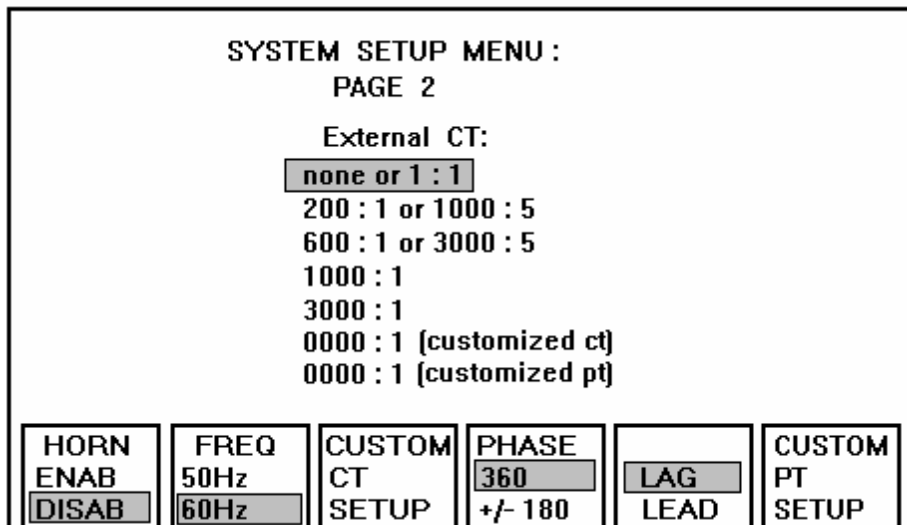 SYSTEM SETUP MENU :
PAGE 2
External CT:
none or 1 : 1
200 : 1 or 1000 : 5
600 : 1 or 3000 : 5
1000 : 1
3000 : 1
0000 : 1 (customized ct)
0000 : 1 (customized pt)
HORN
ENAB
DISAB
FREQ
50Hz
60Hz
CUSTOM
CT
SETUP
PHASE
360
+/- 180
LAG
LEAD
CUSTOM
PT
SETUP